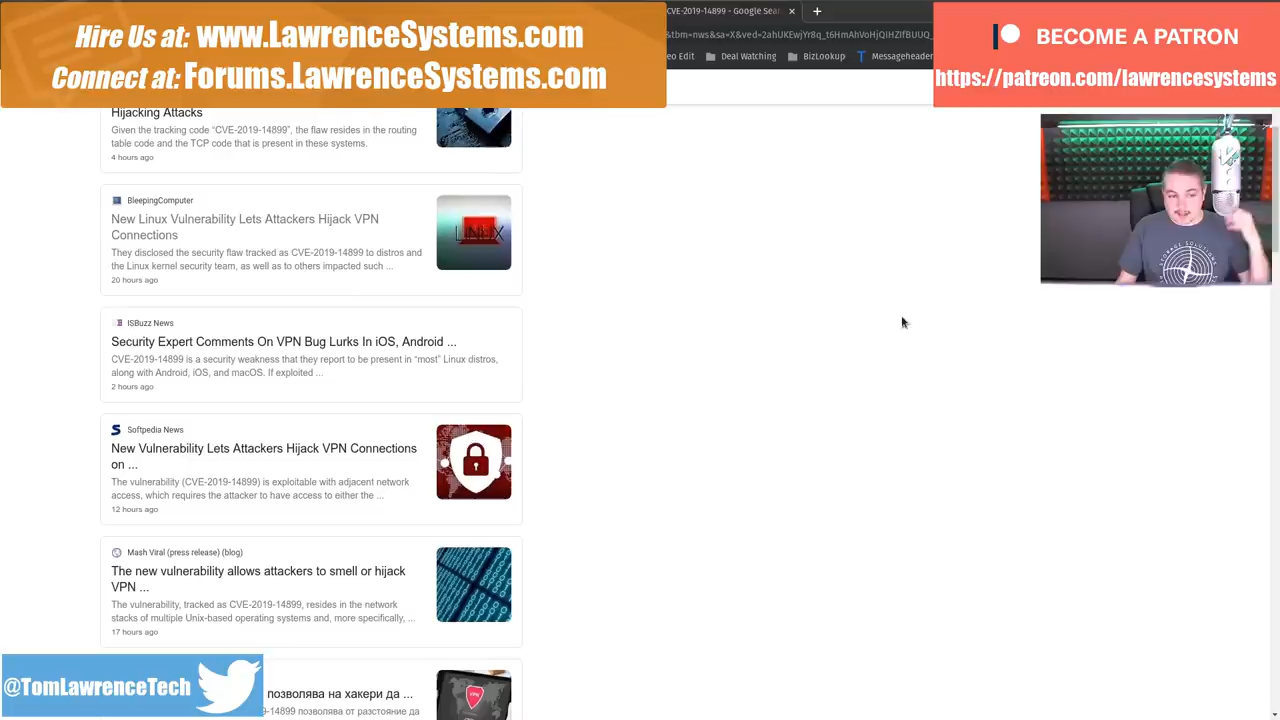 Hire Us at: www.LawrenceSystems.com
Connect at: Forums.LawrenceSystems.com
CVE-2019-14899 - Google Sear
&tbm=nws&sa=X&ved=
eo Edit
Deal Watching
BizLookup
Messageheader
BECOME A PATRON
https://patreon.com/lawrencesystems
Hijacking Attacks
Given the tracking code “CVE-2019-14899”, the flaw resides in the routing
table code and the TCP code that is present in these systems.
4 hours ago
BleepingComputer
New Linux Vulnerability Lets Attackers Hijack VPN
Connections
They disclosed the security flaw tracked as CVE-2019-14899 to distros and
the Linux kernel security team, as well as to others impacted such ...
20 hours ago
LINUX
ISBuzz News
Security Expert Comments On VPN Bug Lurks In iOS, Android ...
CVE-2019-14899 is a security weakness that they report to be present in “most” Linux distros,
along with Android, iOS, and macOS. If exploited ...
2 hours ago
Softpedia News
New Vulnerability Lets Attackers Hijack VPN Connections
on ...
The vulnerability (CVE-2019-14899) is exploitable with adjacent network
access, which requires the attacker to have access to either the ...
12 hours ago
Mash Viral (press release) (blog)
The new vulnerability allows attackers to smell or hijack
VPN ...
The vulnerability, tracked as CVE-2019-14899, resides in the network
stacks of multiple Unix-based operating systems and, more specifically, ...
17 hours ago
@TomLawrenceTech
позволява на хакери да ...
-14899 позволява от разстояние да
VPN